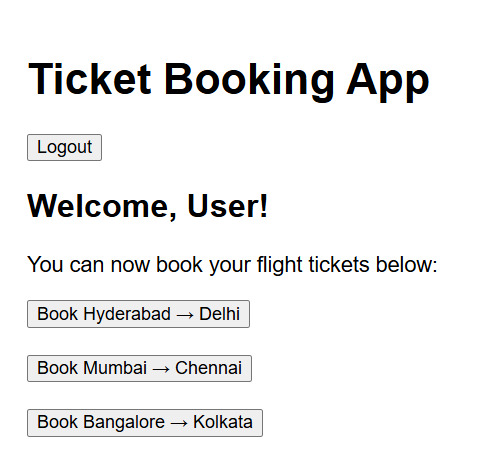 Ticket Booking App
Logout
Welcome, User!
You can now book your flight tickets below:
Book Hyderabad → Delhi
Book Mumbai → Chennai
Book Bangalore → Kolkata